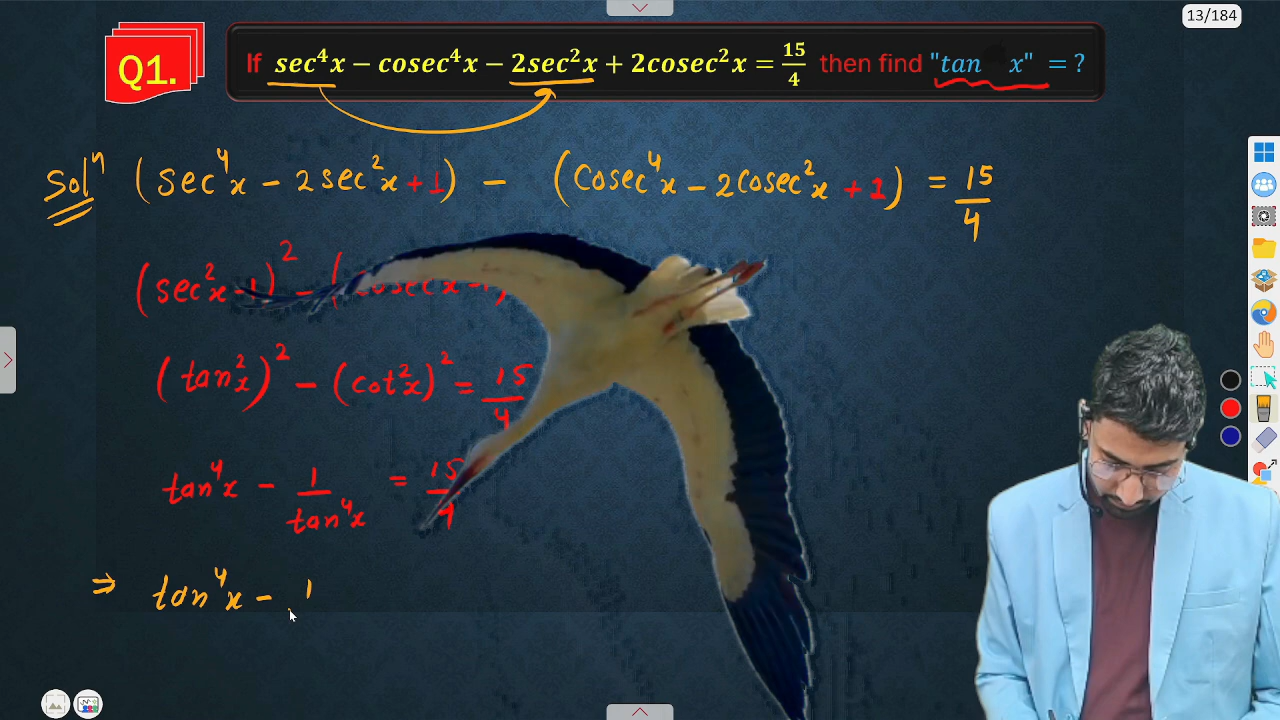 13/184
Q1.
If sec⁴x − cosec⁴x − 2sec²x + 2cosec²x = 15/4 then find "tan x" = ?
Solⁿ (sec⁴x − 2sec²x + 1) − (cosec⁴x − 2cosec²x + 1) = 15/4
(sec²x − 1)² − (
(tan²x)² − (cot²x)² = 15/4
tan⁴x − 1/tan⁴x = 15/4
⇒ tan⁴x − 1